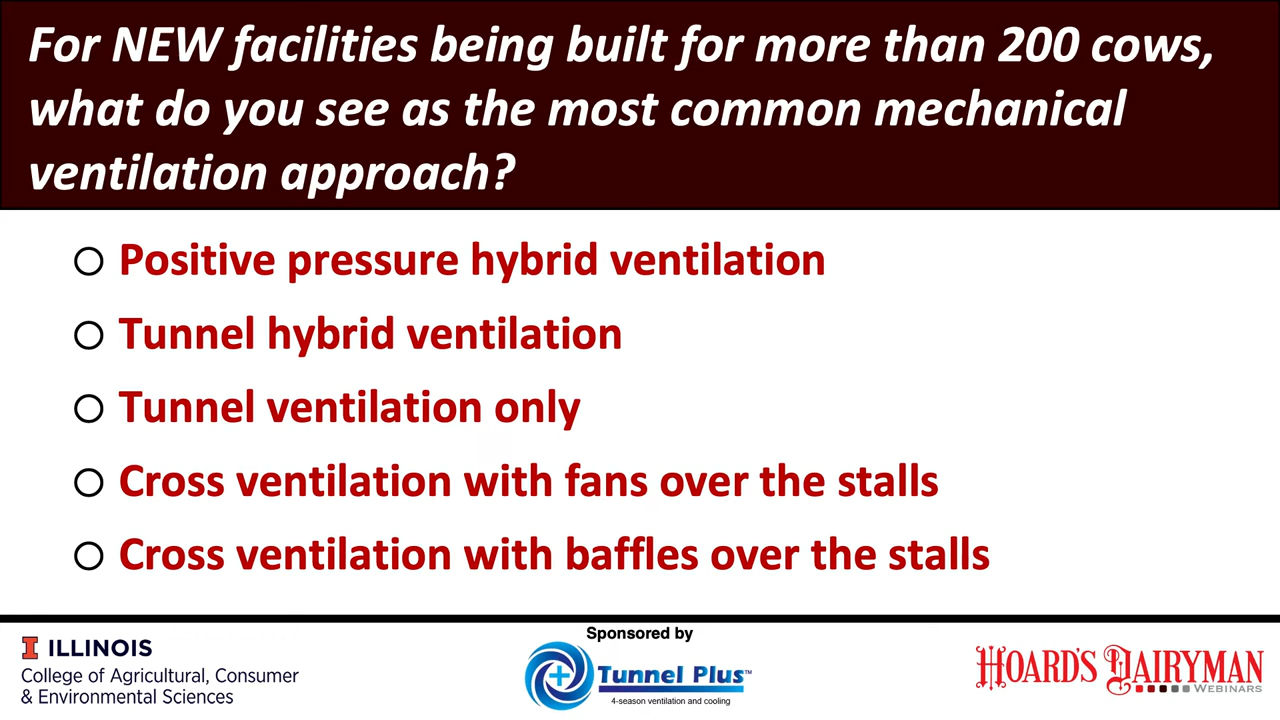 For NEW facilities being built for more than 200 cows,
what do you see as the most common mechanical
ventilation approach?
Positive pressure hybrid ventilation
Tunnel hybrid ventilation
Tunnel ventilation only
Cross ventilation with fans over the stalls
Cross ventilation with baffles over the stalls
I ILLINOIS
College of Agricultural, Consumer
& Environmental Sciences
Sponsored by
Tunnel Plus™
4-season ventilation and cooling
HOARD'S DAIRYMAN
WEBINARS